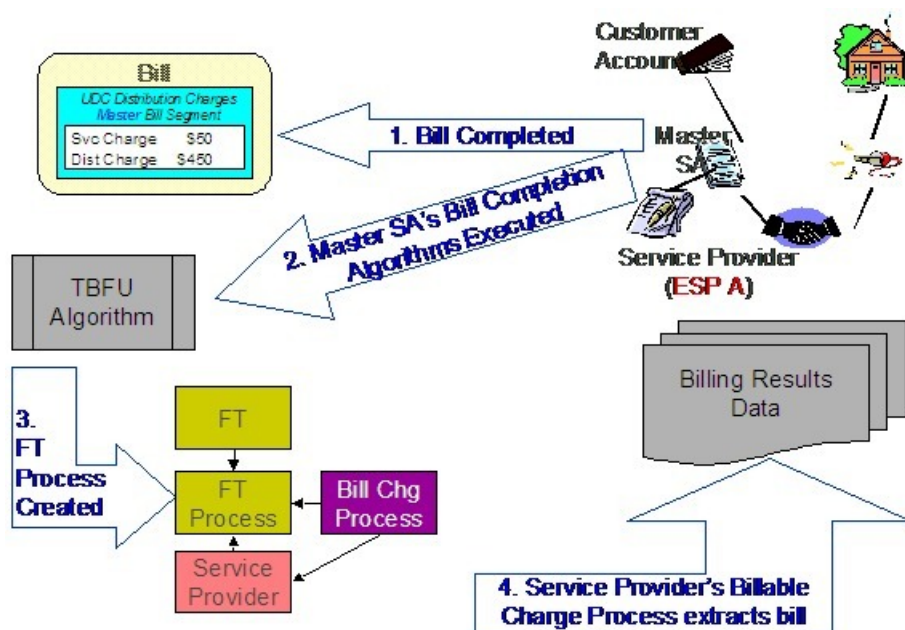 Bill
UDC Distribution Charges
Master Bill Segment
Svc Charge $50
Dist Charge $450
Customer
Account
1. Bill Completed
Master
SA
2. Master SA's Bill Completion
Algorithms Executed
Service Provider
(ESP A)
TBFU
Algorithm
Billing Results
Data
3.
FT
Process
Created
FT
FT
Process
Bill Chg
Process
Service
Provider
4. Service Provider's Billable
Charge Process extracts bill